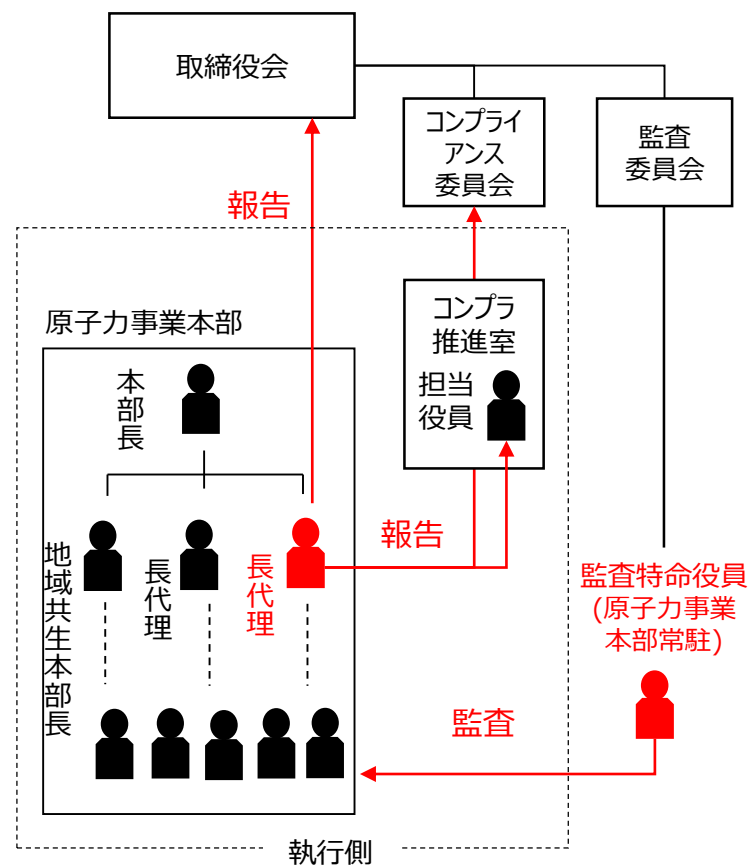 取締役会
コンプライ
アンス
委員会
監査
委員会
報告
コンプラ
推進室
担当
役員
原子力事業本部
本部長
地域共生本部長
長代理
長代理
報告
監査特命役員
(原子力事業
本部常駐)
監査
執行側